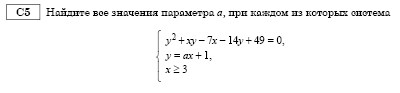 C5 Найдите все значения параметра a, при каждом из которых система
y² + xy − 7x − 14y + 49 = 0,
y = ax + 1,
x ≥ 3